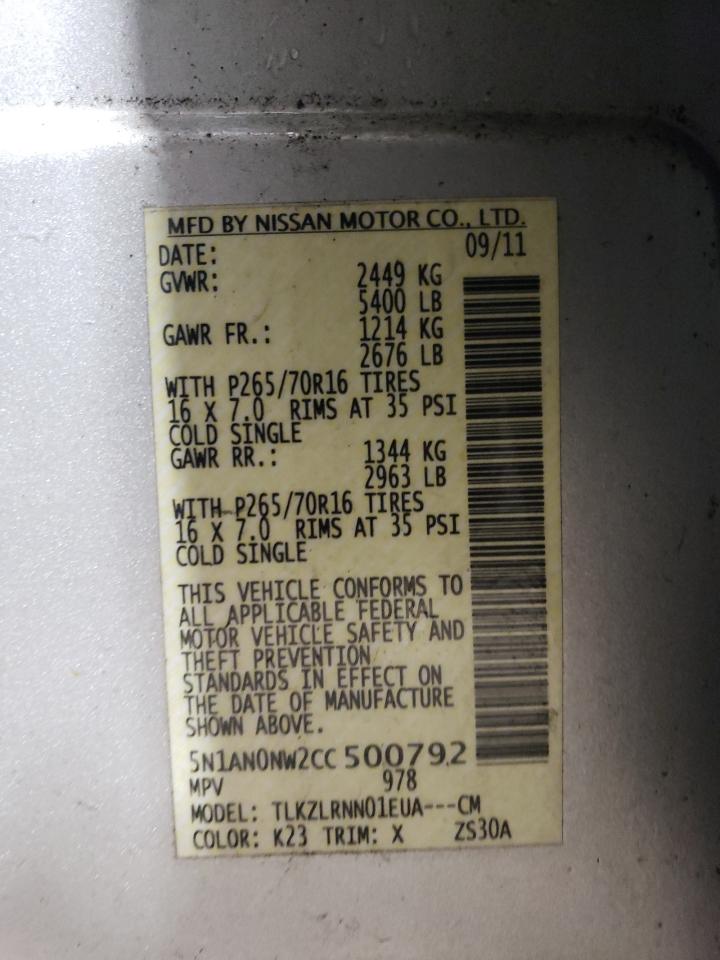 MFD BY NISSAN MOTOR CO., LTD.
DATE: 09/11
GVWR: 2449 KG
5400 LB
GAWR FR.: 1214 KG
2676 LB
WITH P265/70R16 TIRES
16 X 7.0 RIMS AT 35 PSI
COLD SINGLE
GAWR RR.: 1344 KG
2963 LB
WITH P265/70R16 TIRES
16 X 7.0 RIMS AT 35 PSI
COLD SINGLE
THIS VEHICLE CONFORMS TO
ALL APPLICABLE FEDERAL
MOTOR VEHICLE SAFETY AND
THEFT PREVENTION
STANDARDS IN EFFECT ON
THE DATE OF MANUFACTURE
SHOWN ABOVE.
5N1AN0NW2CC500792
MPV 978
MODEL: TLKZLRNN01EUA---CM
COLOR: K23 TRIM: X ZS30A